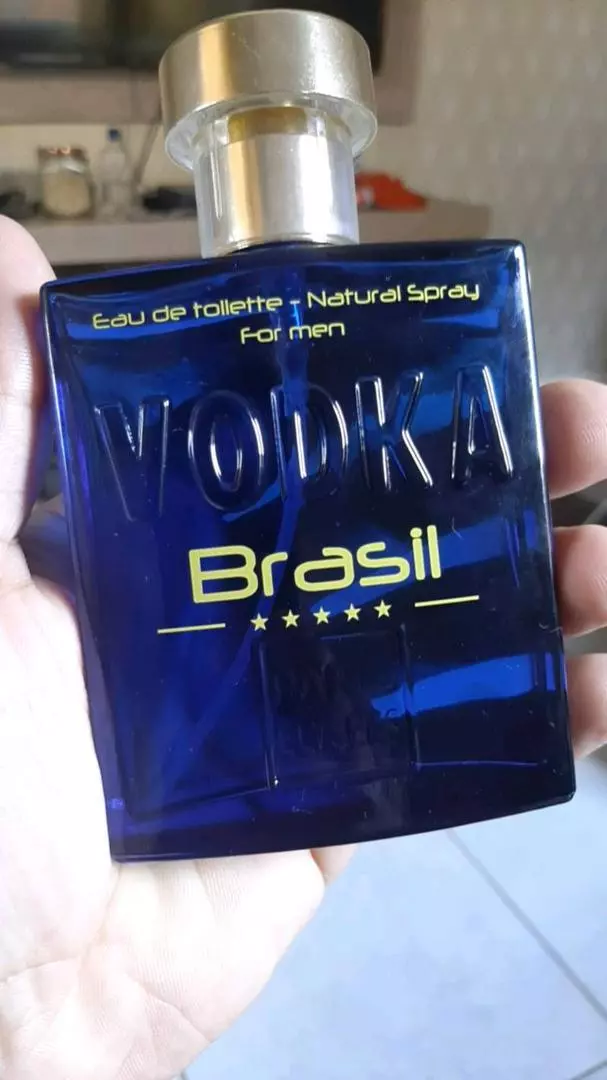 Eau de toilette - Natural Spray
For men
VODKA
Brasil